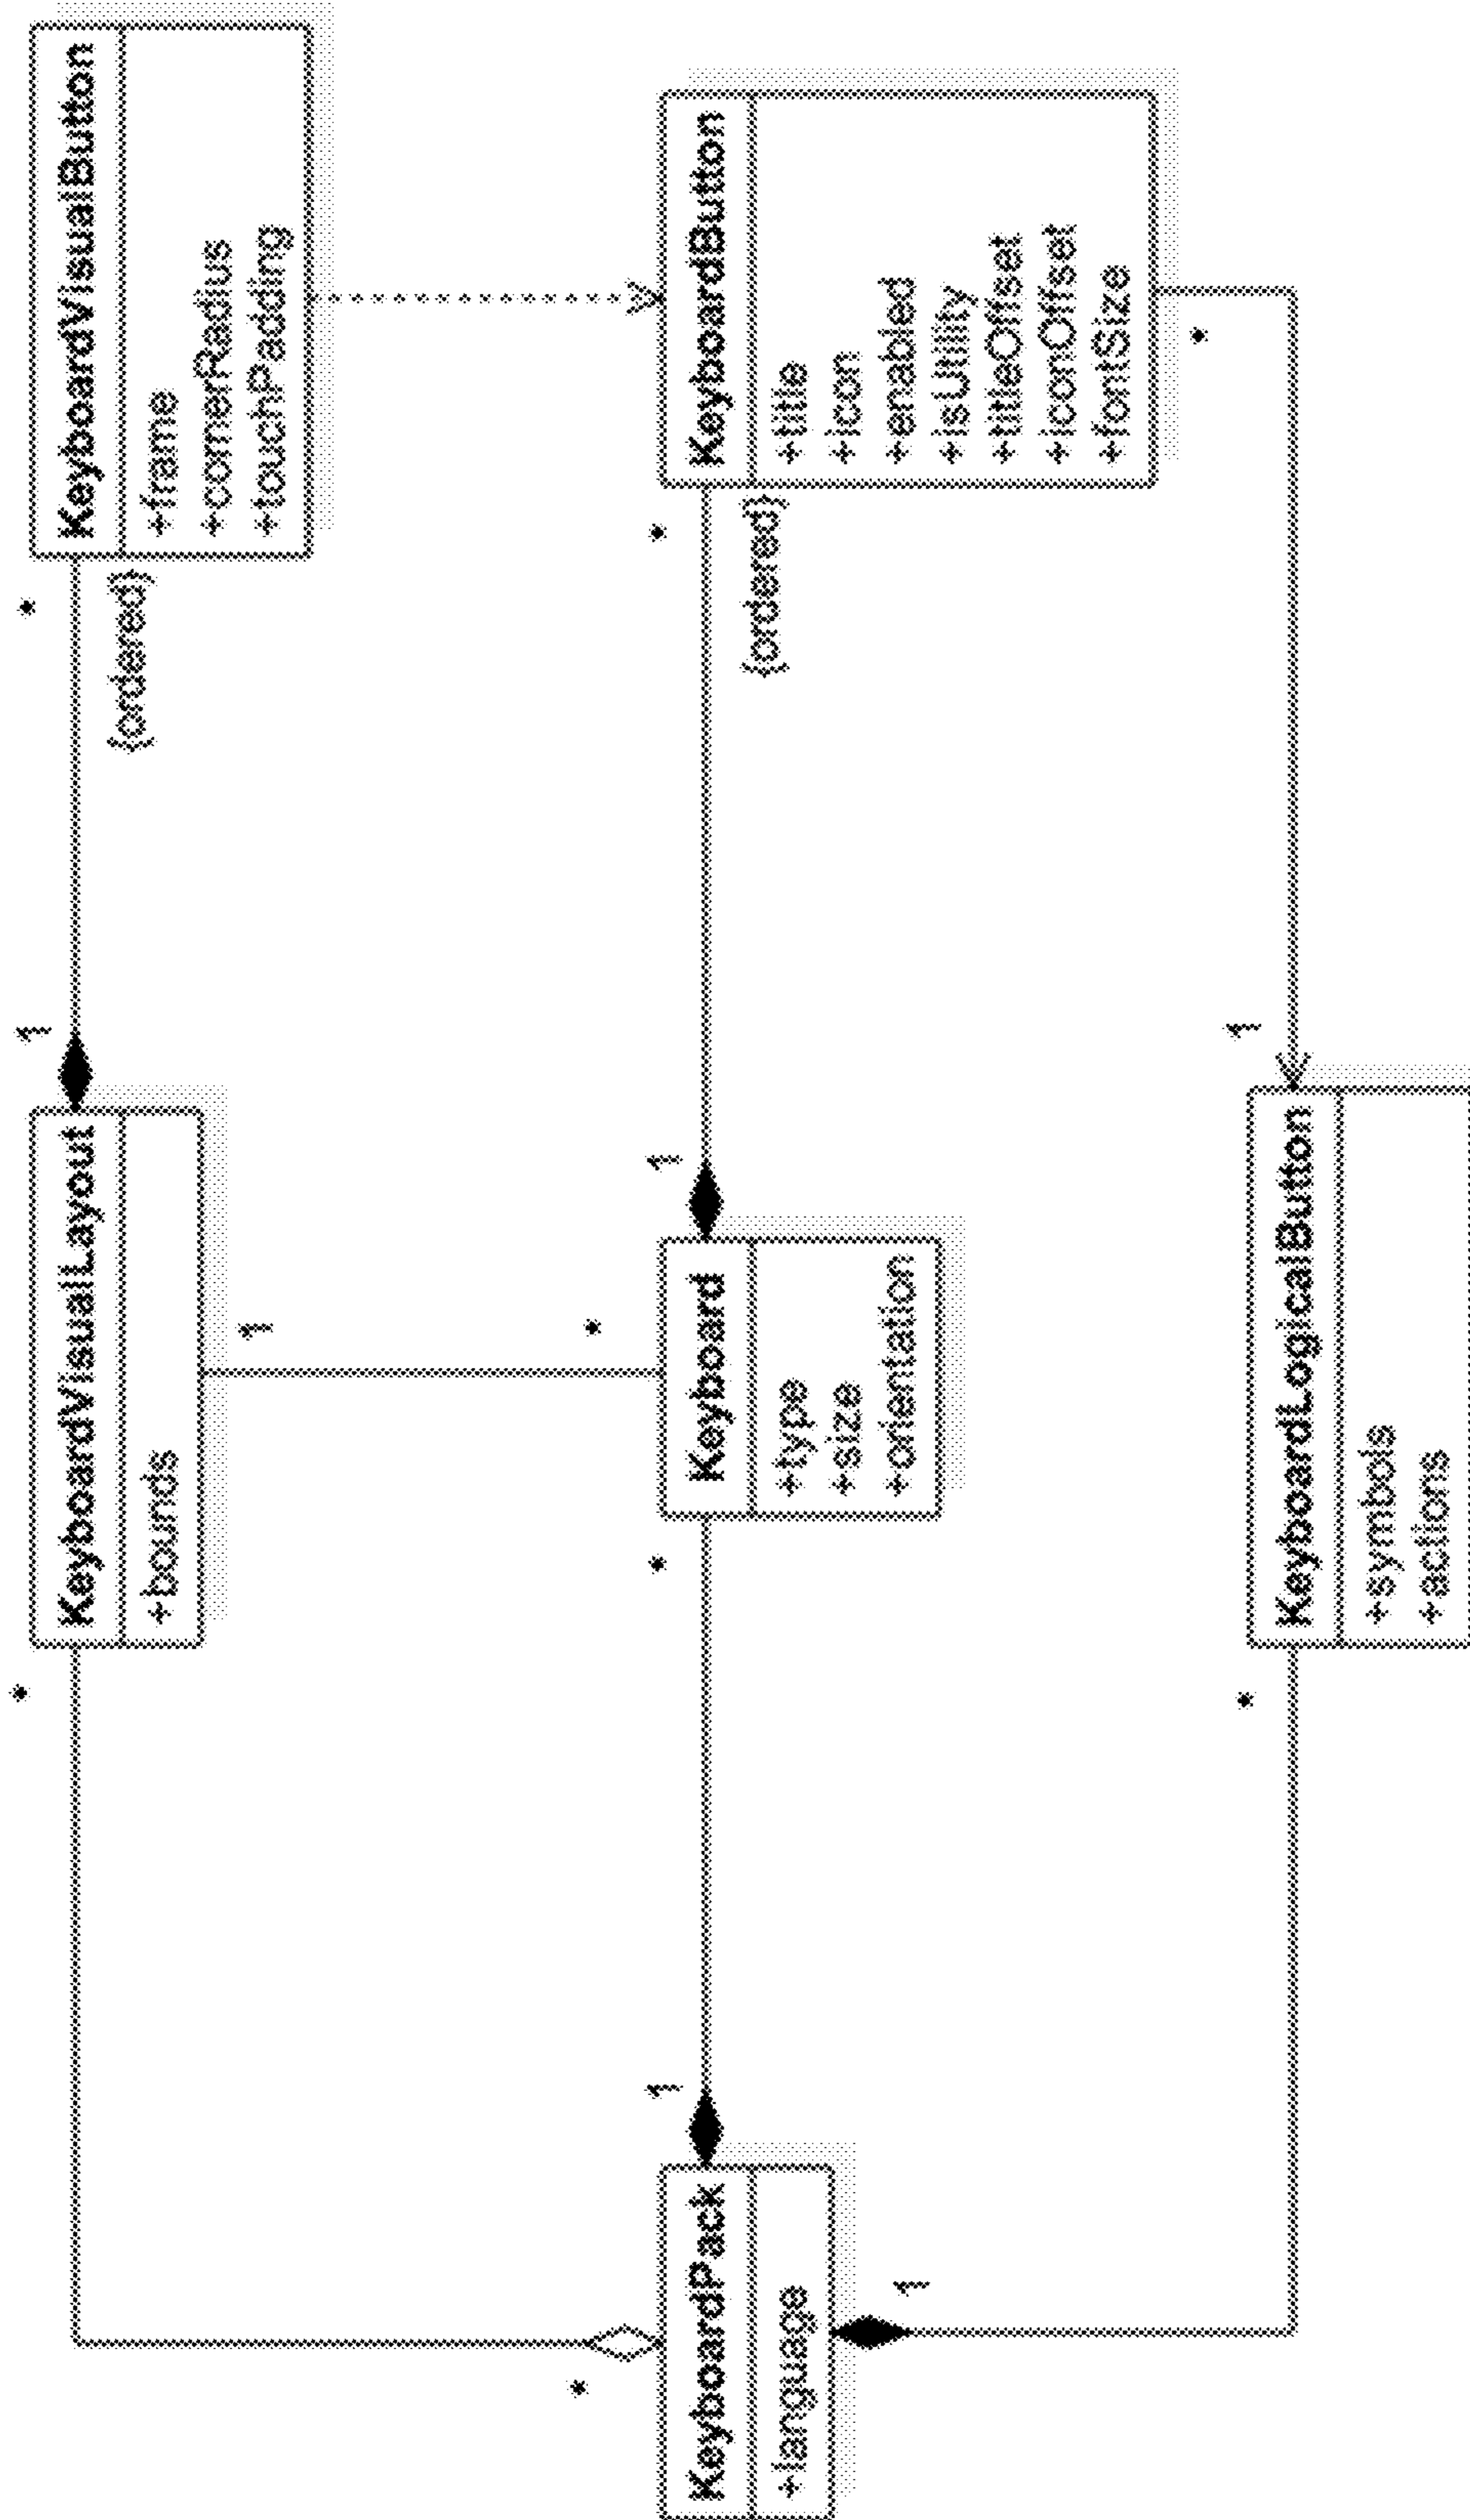 *
KeyboardVisualLayout
+bounds
1
*
{ordered}
KeyboardVisualButton
+frame
+cornerRadius
+touchPadding
1
*
*
KeyboardPack
+language
1
*
Keyboard
+type
+size
+orientation
1
*
{ordered}
KeyboardButton
+title
+icon
+enabled
+isUtility
+titleOffset
+iconOffset
+fontSize
1
*
*
KeyboardLogicalButton
+symbols
+actions
1